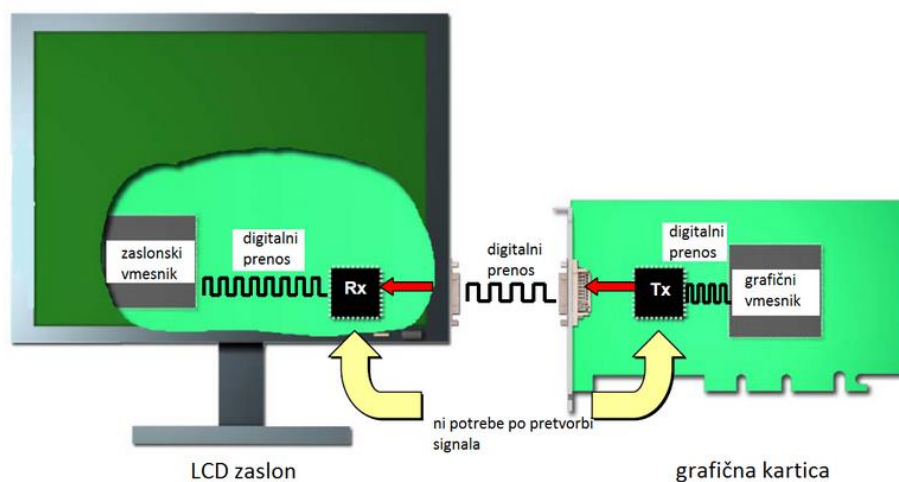 zaslonski
vmesnik
digitalni
prenos
Rx
digitalni
prenos
digitalni
prenos
Tx
grafični
vmesnik
ni potrebe po pretvorbi
signala
LCD zaslon
grafična kartica